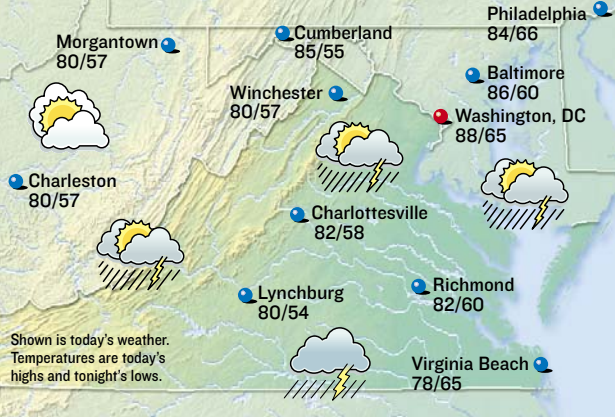 Philadelphia
84/66
Cumberland
85/55
Morgantown
80/57
Baltimore
86/60
Winchester
80/57
Washington, DC
88/65
Charleston
80/57
Charlottesville
82/58
Richmond
82/60
Lynchburg
80/54
Shown is today's weather.
Temperatures are today's
highs and tonight's lows.
Virginia Beach
78/65